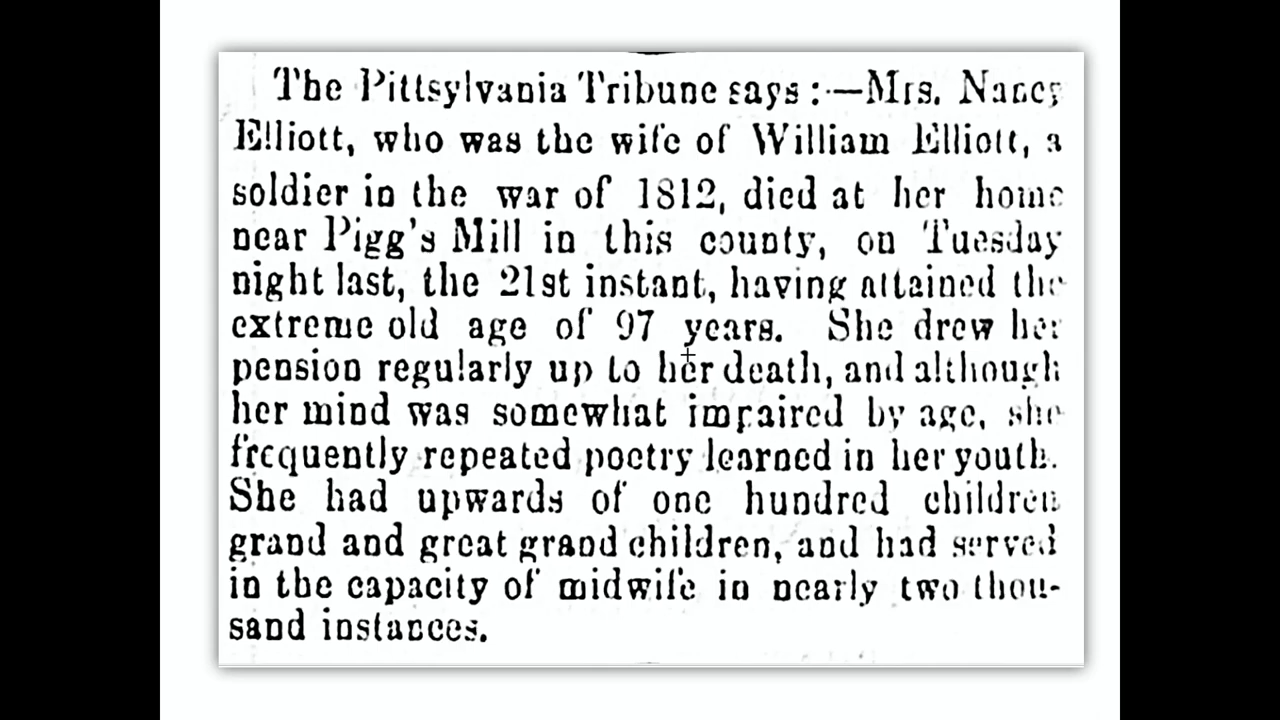 The Pittsylvania Tribune says :—Mrs. Nancy
Elliott, who was the wife of William Elliott, a
soldier in the war of 1812, died at her home
near Pigg's Mill in this county, on Tuesday
night last, the 21st instant, having attained the
extreme old age of 97 years. She drew her
pension regularly up to her death, and although
her mind was somewhat impaired by age, she
frequently repeated poetry learned in her youth.
She had upwards of one hundred children
grand and great grand children, and had served
in the capacity of midwife in nearly two thou-
sand instances.